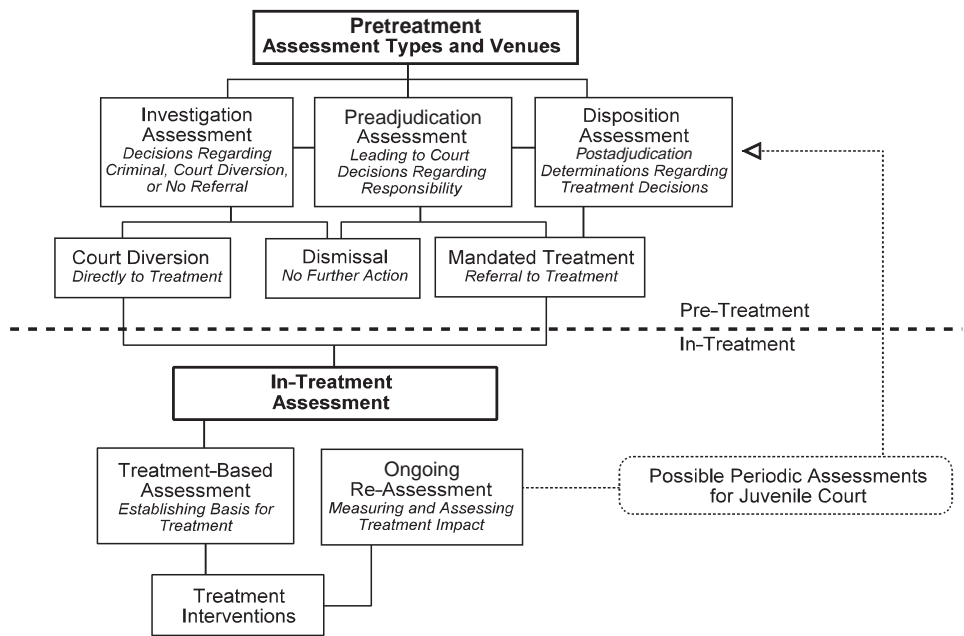 Pretreatment
Assessment Types and Venues
Investigation
Assessment
Decisions Regarding
Criminal, Court Diversion,
or No Referral
Preadjudication
Assessment
Leading to Court
Decisions Regarding
Responsibility
Disposition
Assessment
Postadjudication
Determinations Regarding
Treatment Decisions
Court Diversion
Directly to Treatment
Dismissal
No Further Action
Mandated Treatment
Referral to Treatment
Pre-Treatment
In-Treatment
In-Treatment
Assessment
Treatment-Based
Assessment
Establishing Basis for
Treatment
Ongoing
Re-Assessment
Measuring and Assessing
Treatment Impact
Possible Periodic Assessments
for Juvenile Court
Treatment
Interventions